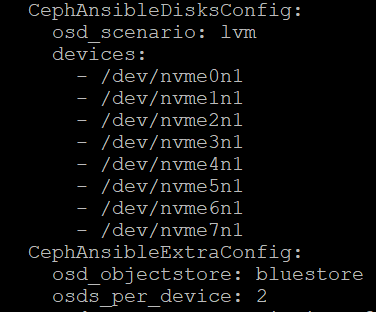 CephAnsibleDisksConfig:
  osd_scenario: lvm
  devices:
    - /dev/nvme0n1
    - /dev/nvme1n1
    - /dev/nvme2n1
    - /dev/nvme3n1
    - /dev/nvme4n1
    - /dev/nvme5n1
    - /dev/nvme6n1
    - /dev/nvme7n1
CephAnsibleExtraConfig:
  osd_objectstore: bluestore
  osds_per_device: 2